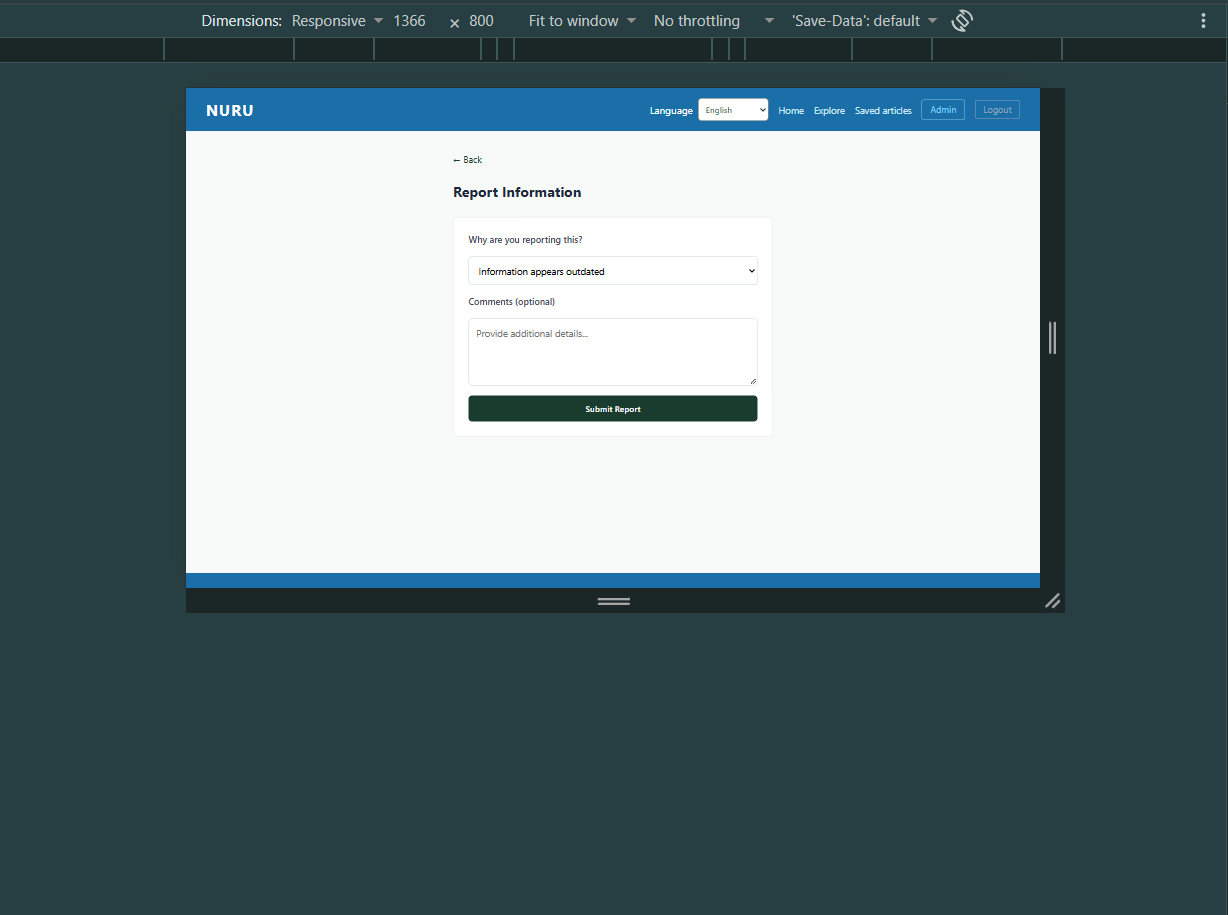 Dimensions: Responsive 1366 × 800 Fit to window No throttling 'Save-Data': default
NURU Language English Home Explore Saved articles Admin Logout
← Back
Report Information
Why are you reporting this?
Information appears outdated
Comments (optional)
Provide additional details...
Submit Report